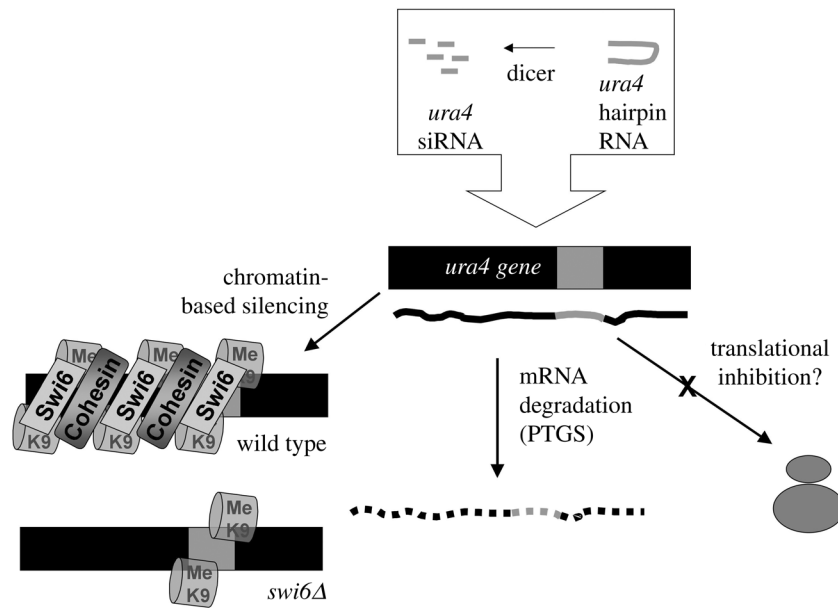 dicer
ura4
siRNA
ura4
hairpin
RNA
ura4 gene
chromatin-
based silencing
translational
inhibition?
X
mRNA
degradation
(PTGS)
Me
Me
Me
K9
Swi6
Cohesin
Swi6
Cohesin
Swi6
K9
K9
K9
wild type
Me
K9
Me
K9
swi6Δ